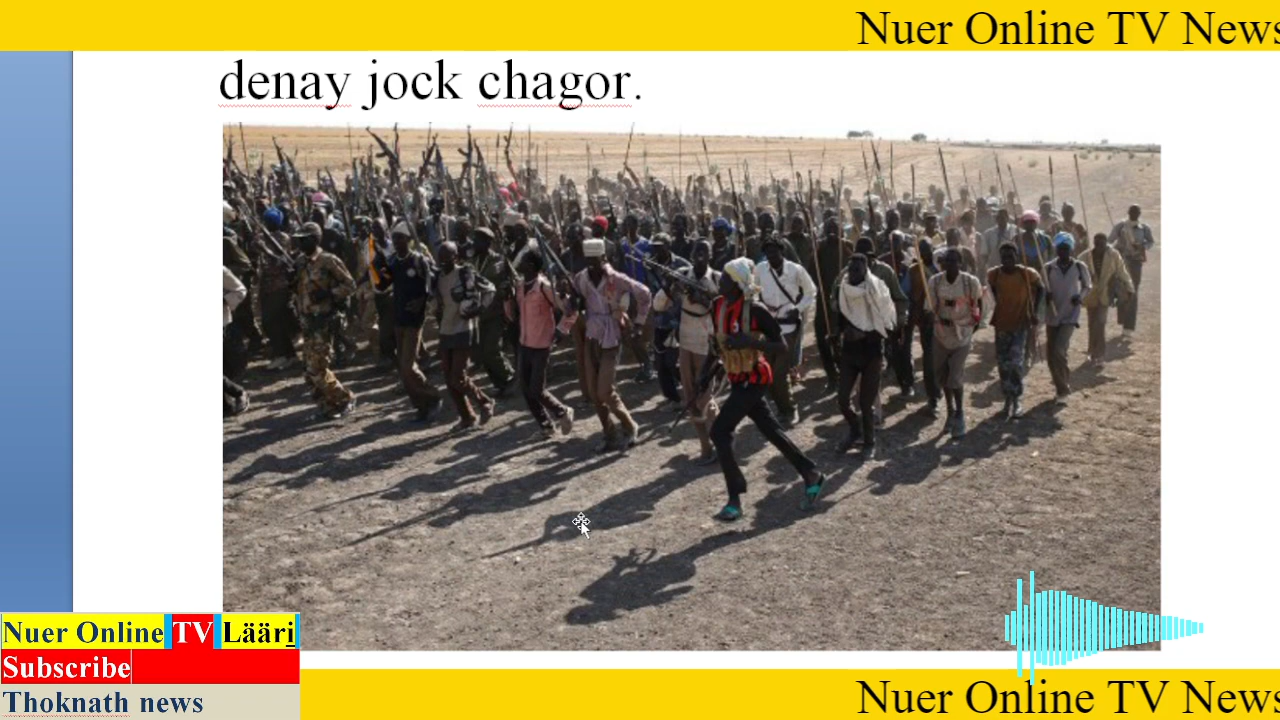 Nuer Online TV News
denay jock chagor.
Nuer Online TV Lääri
Subscribe
Thoknath news
Nuer Online TV News